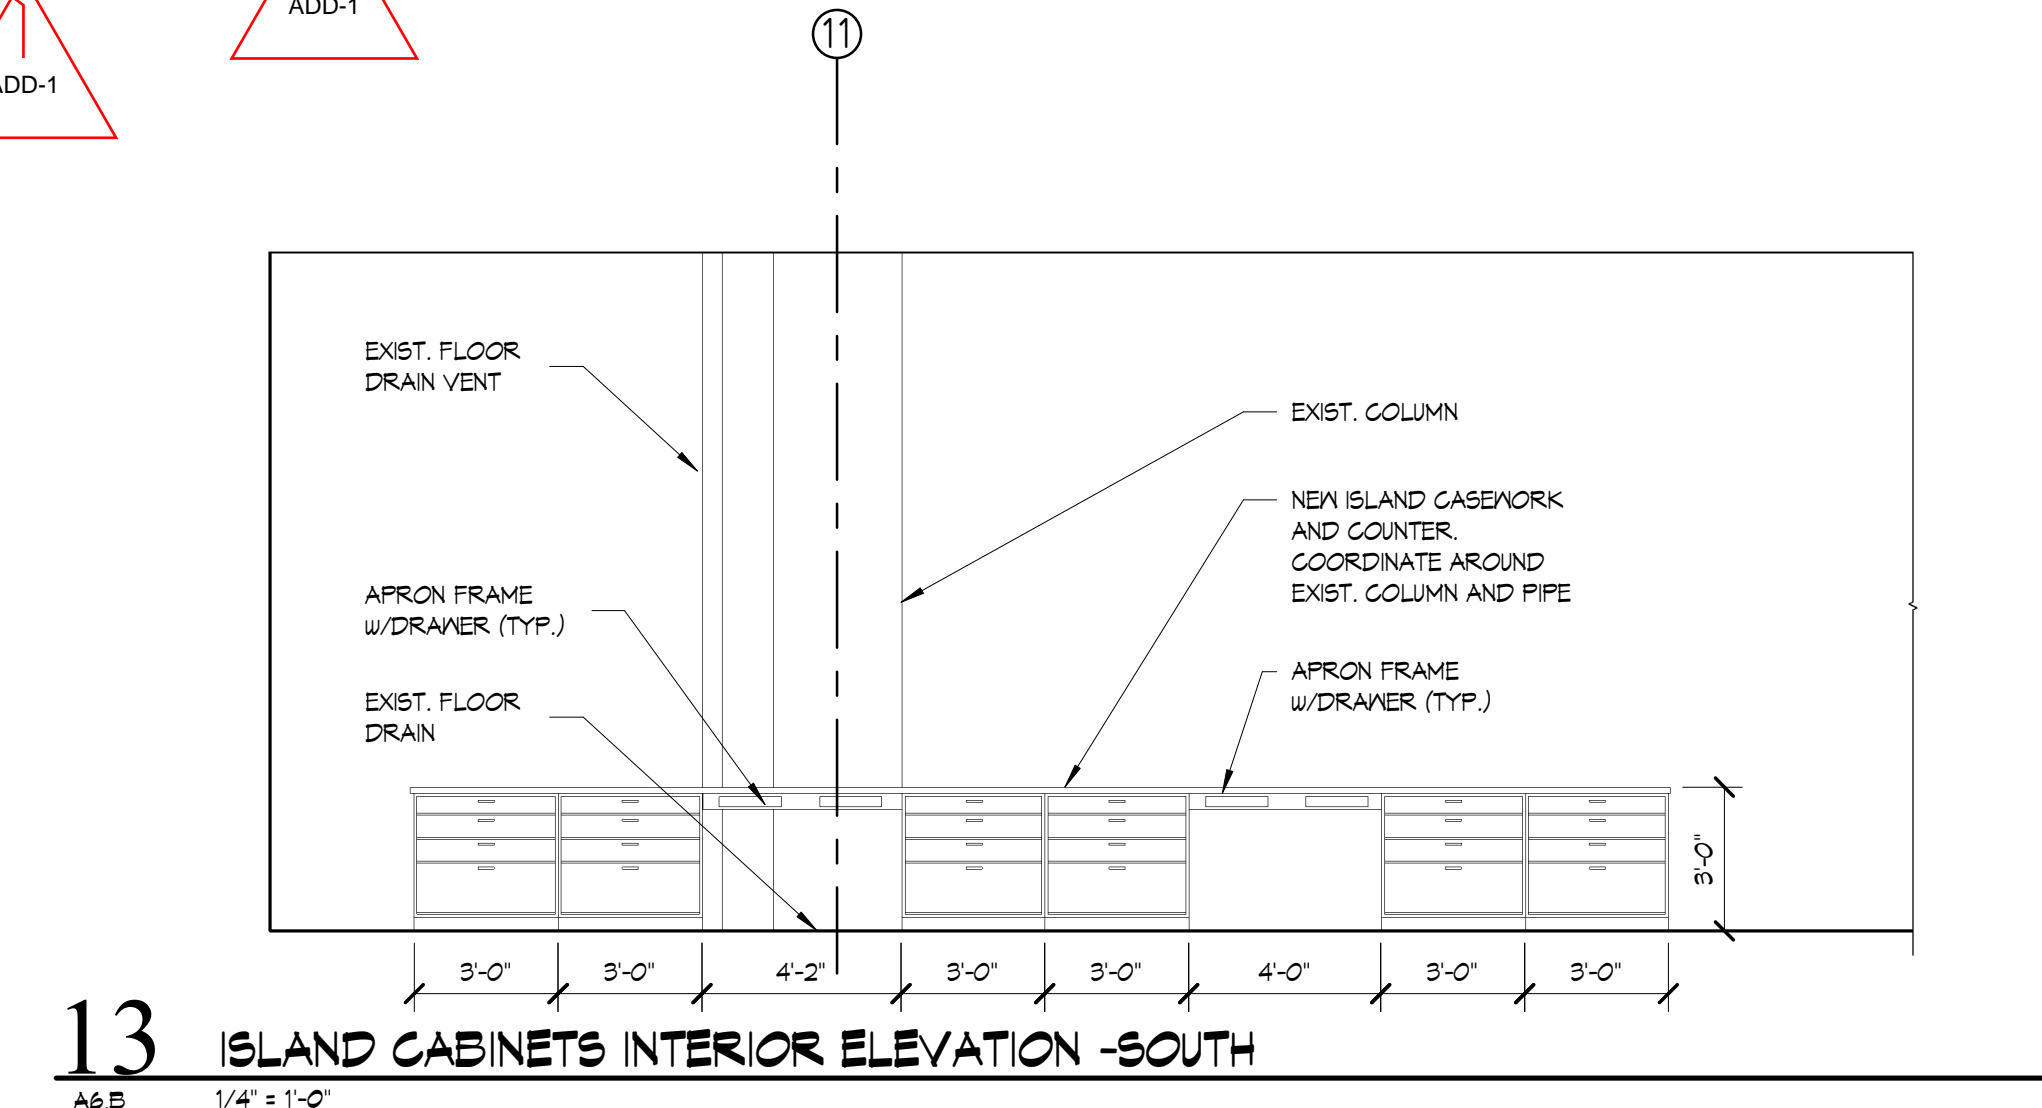 ADD-1
ADD-1
11
EXIST. FLOOR
DRAIN VENT
EXIST. COLUMN
NEW ISLAND CASEWORK
AND COUNTER.
COORDINATE AROUND
EXIST. COLUMN AND PIPE
APRON FRAME
w/DRAWER (TYP.)
APRON FRAME
w/DRAWER (TYP.)
EXIST. FLOOR
DRAIN
3'-0"
3'-0" 3'-0" 4'-2" 3'-0" 3'-0" 4'-0" 3'-0" 3'-0"
13 ISLAND CABINETS INTERIOR ELEVATION -SOUTH
A6.B 1/4" = 1'-0"